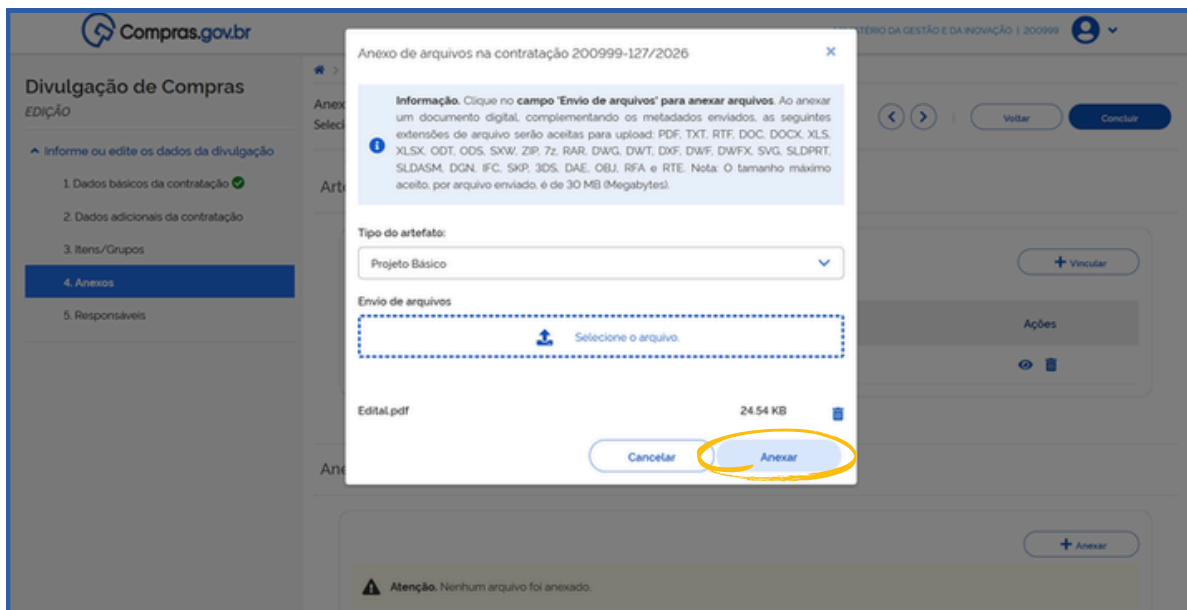 Compras.gov.br
TÉRIO DA GESTÃO E DA INOVAÇÃO | 200999
Divulgação de Compras
EDIÇÃO
Informe ou edite os dados da divulgação
1. Dados básicos da contratação
2. Dados adicionais da contratação
3. Itens/Grupos
4. Anexos
5. Responsáveis
Anex
Seleci
Voltar
Concluir
Arte
Anexo de arquivos na contratação 200999-127/2026
×
Informação. Clique no campo "Envio de arquivos" para anexar arquivos. Ao anexar
um documento digital, complementando os metadados enviados, as seguintes
extensões de arquivo serão aceitas para upload: PDF, TXT, RTF, DOC, DOCX, XLS,
XLSX, ODT, ODS, SXW, ZIP, 7z, RAR, DWG, DWT, DXF, DWF, DWFX, SVG, SLDPRT,
SLDASM, DGN, IFC, SKP, 3DS, DAE, OBJ, RFA e RTE. Nota: O tamanho máximo
aceito, por arquivo enviado, é de 30 MB (Megabytes).
Tipo do artefato:
Projeto Básico
Envio de arquivos
Selecione o arquivo.
Edital.pdf 24.54 KB
Cancelar
Anexar
+ Vincular
Ações
Ane
+ Anexar
Atenção. Nenhum arquivo foi anexado.